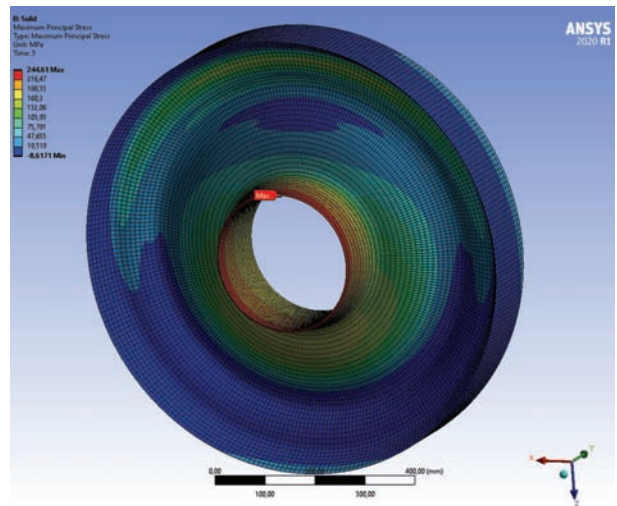 B: Solid
Maximum Principal Stress
Type: Maximum Principal Stress
Unit: MPa
Time: 3
244,61 Max
216,47
188,33
160,2
132,06
103,93
75,791
47,655
19,519
-8,6171 Min
ANSYS
2020 R1
Max
0,00
200,00
400,00 (mm)
100,00
300,00
X
Y
Z